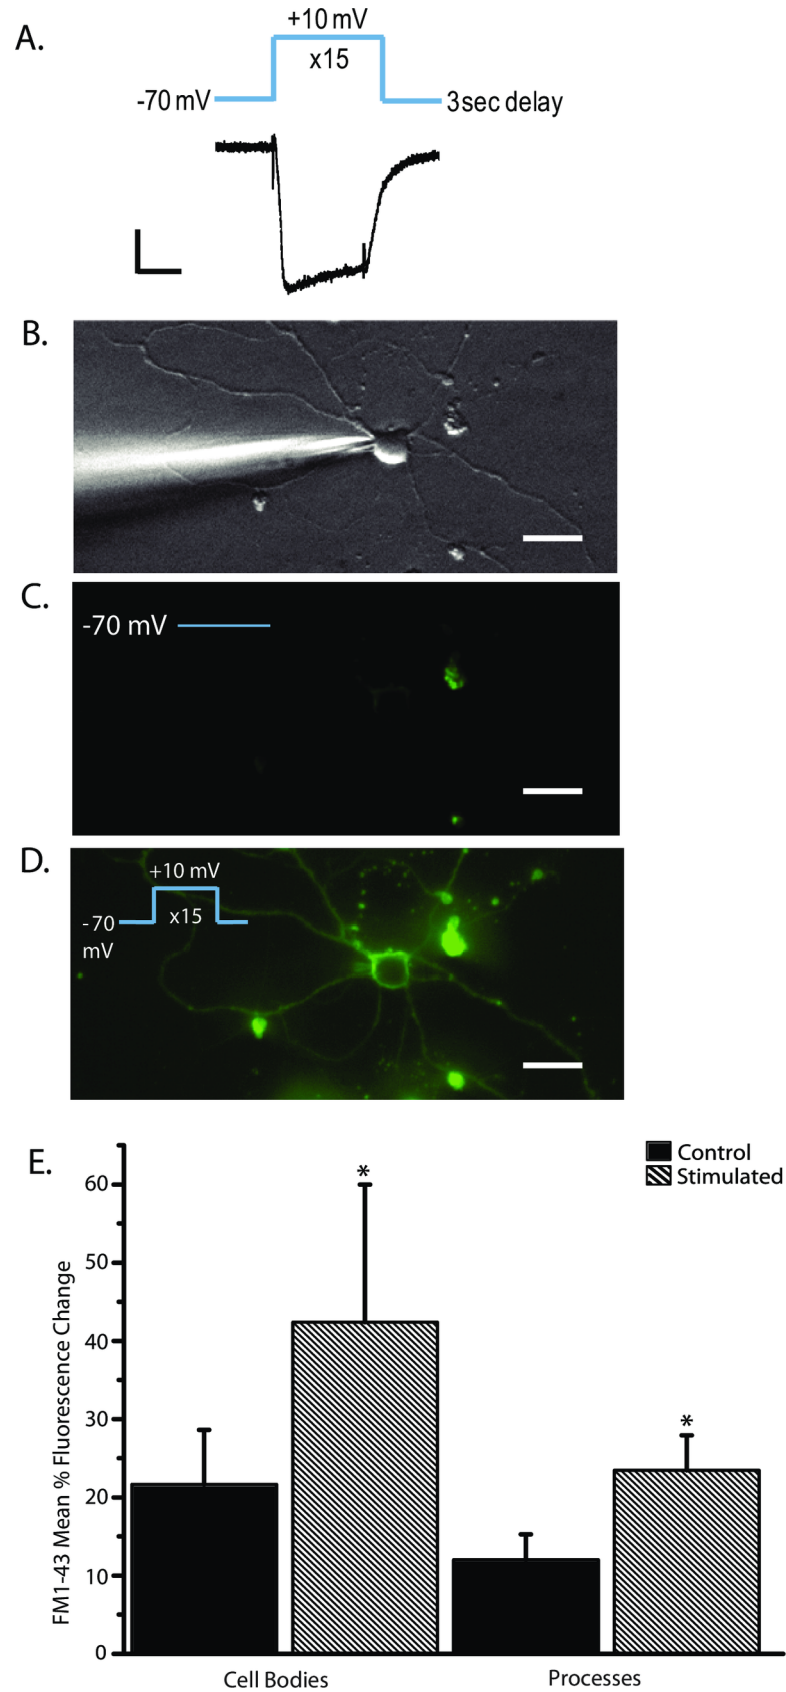 A.
+10 mV
x15
-70 mV
3sec delay
B.
C.
-70 mV
D.
+10 mV
x15
-70
mV
E.
Control
Stimulated
*
*
60
50
40
30
20
10
0
FM1-43 Mean % Fluorescence Change
Cell Bodies
Processes